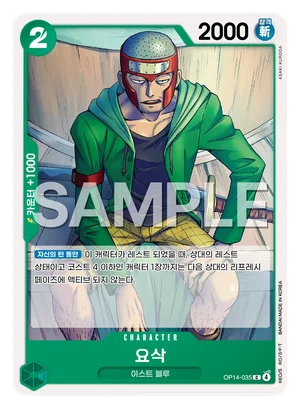 2
2000
참격
斬
ASAKI KURODA
카운터 +1000
SAMPLE
자신의 턴 동안 이 캐릭터가 레스트 되었을 때, 상대의 레스트
상태이고 코스트 4 이하인 캐릭터 1장까지는 다음 상대의 리프레시
페이즈에 액티브 되지 않는다.
CHARACTER
요삭
이스트 블루
OP14-035 C
BANDAI MADE IN KOREA